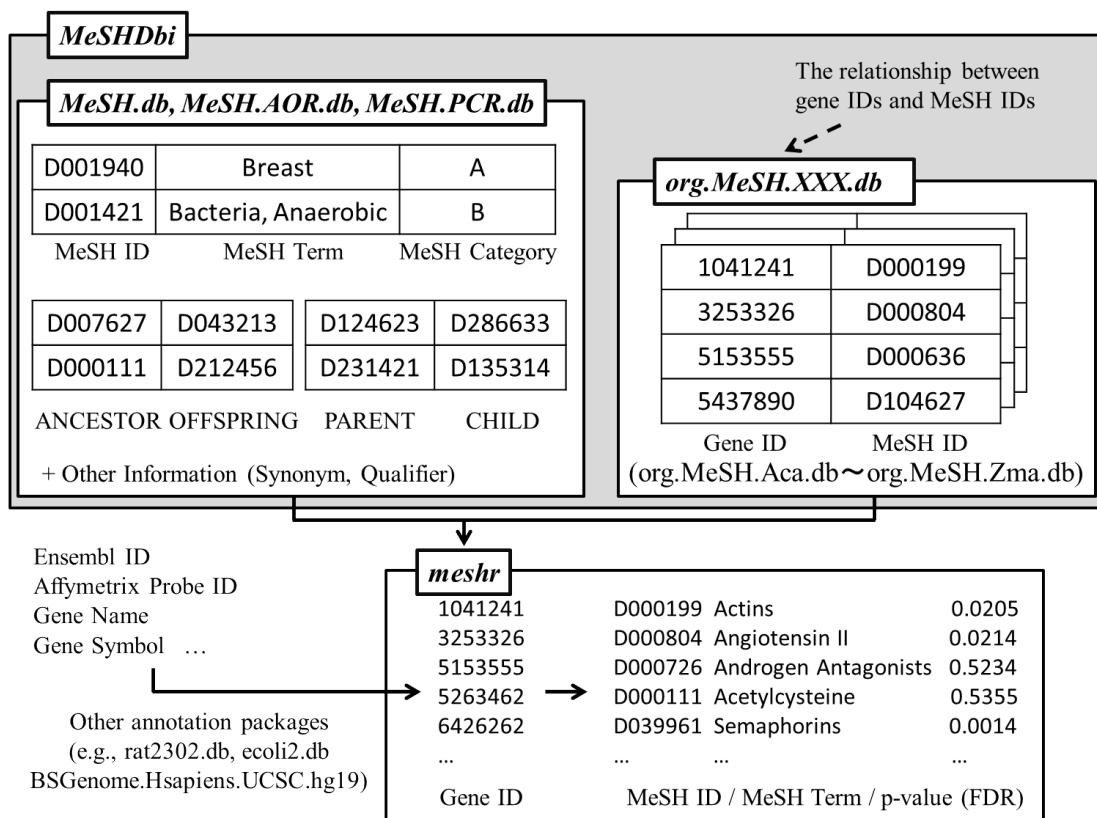 MeSHDbi
MeSH.db, MeSH.AOR.db, MeSH.PCR.db
D001940 Breast A
D001421 Bacteria, Anaerobic B
MeSH ID MeSH Term MeSH Category
D007627 D043213 D124623 D286633
D000111 D212456 D231421 D135314
ANCESTOR OFFSPRING PARENT CHILD
+ Other Information (Synonym, Qualifier)
The relationship between
gene IDs and MeSH IDs
org.MeSH.XXX.db
1041241 D000199
3253326 D000804
5153555 D000636
5437890 D104627
Gene ID MeSH ID
(org.MeSH.Aca.db～org.MeSH.Zma.db)
Ensembl ID
Affymetrix Probe ID
Gene Name
Gene Symbol …
Other annotation packages
(e.g., rat2302.db, ecoli2.db
BSGenome.Hsapiens.UCSC.hg19)
meshr
1041241 D000199 Actins 0.0205
3253326 D000804 Angiotensin II 0.0214
5153555 D000726 Androgen Antagonists 0.5234
5263462 D000111 Acetylcysteine 0.5355
6426262 D039961 Semaphorins 0.0014
… … … …
Gene ID MeSH ID / MeSH Term / p-value (FDR)